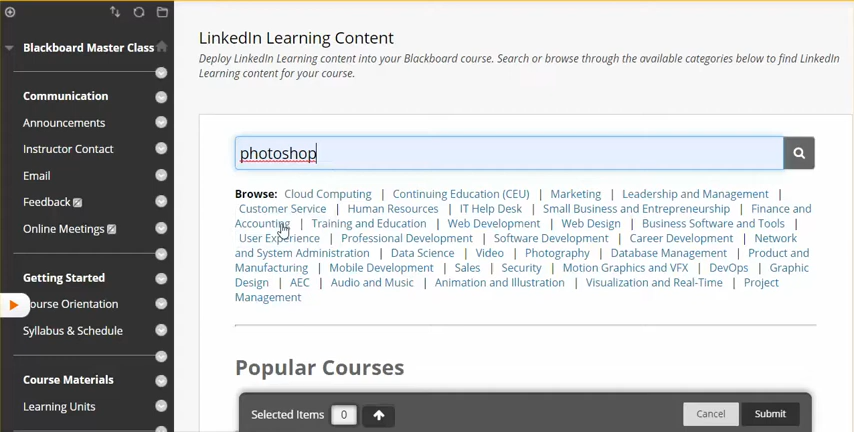 Blackboard Master Class
Communication
Announcements
Instructor Contact
Email
Feedback
Online Meetings
Getting Started
ourse Orientation
Syllabus & Schedule
Course Materials
Learning Units
LinkedIn Learning Content
Deploy LinkedIn Learning content into your Blackboard course. Search or browse through the available categories below to find LinkedIn
Learning content for your course.
photoshop
Browse: Cloud Computing | Continuing Education (CEU) | Marketing | Leadership and Management |
Customer Service | Human Resources | IT Help Desk | Small Business and Entrepreneurship | Finance and
Accounting | Training and Education | Web Development | Web Design | Business Software and Tools |
User Experience | Professional Development | Software Development | Career Development | Network
and System Administration | Data Science | Video | Photography | Database Management | Product and
Manufacturing | Mobile Development | Sales | Security | Motion Graphics and VFX | DevOps | Graphic
Design | AEC | Audio and Music | Animation and Illustration | Visualization and Real-Time | Project
Management
Popular Courses
Selected Items 0
Cancel Submit